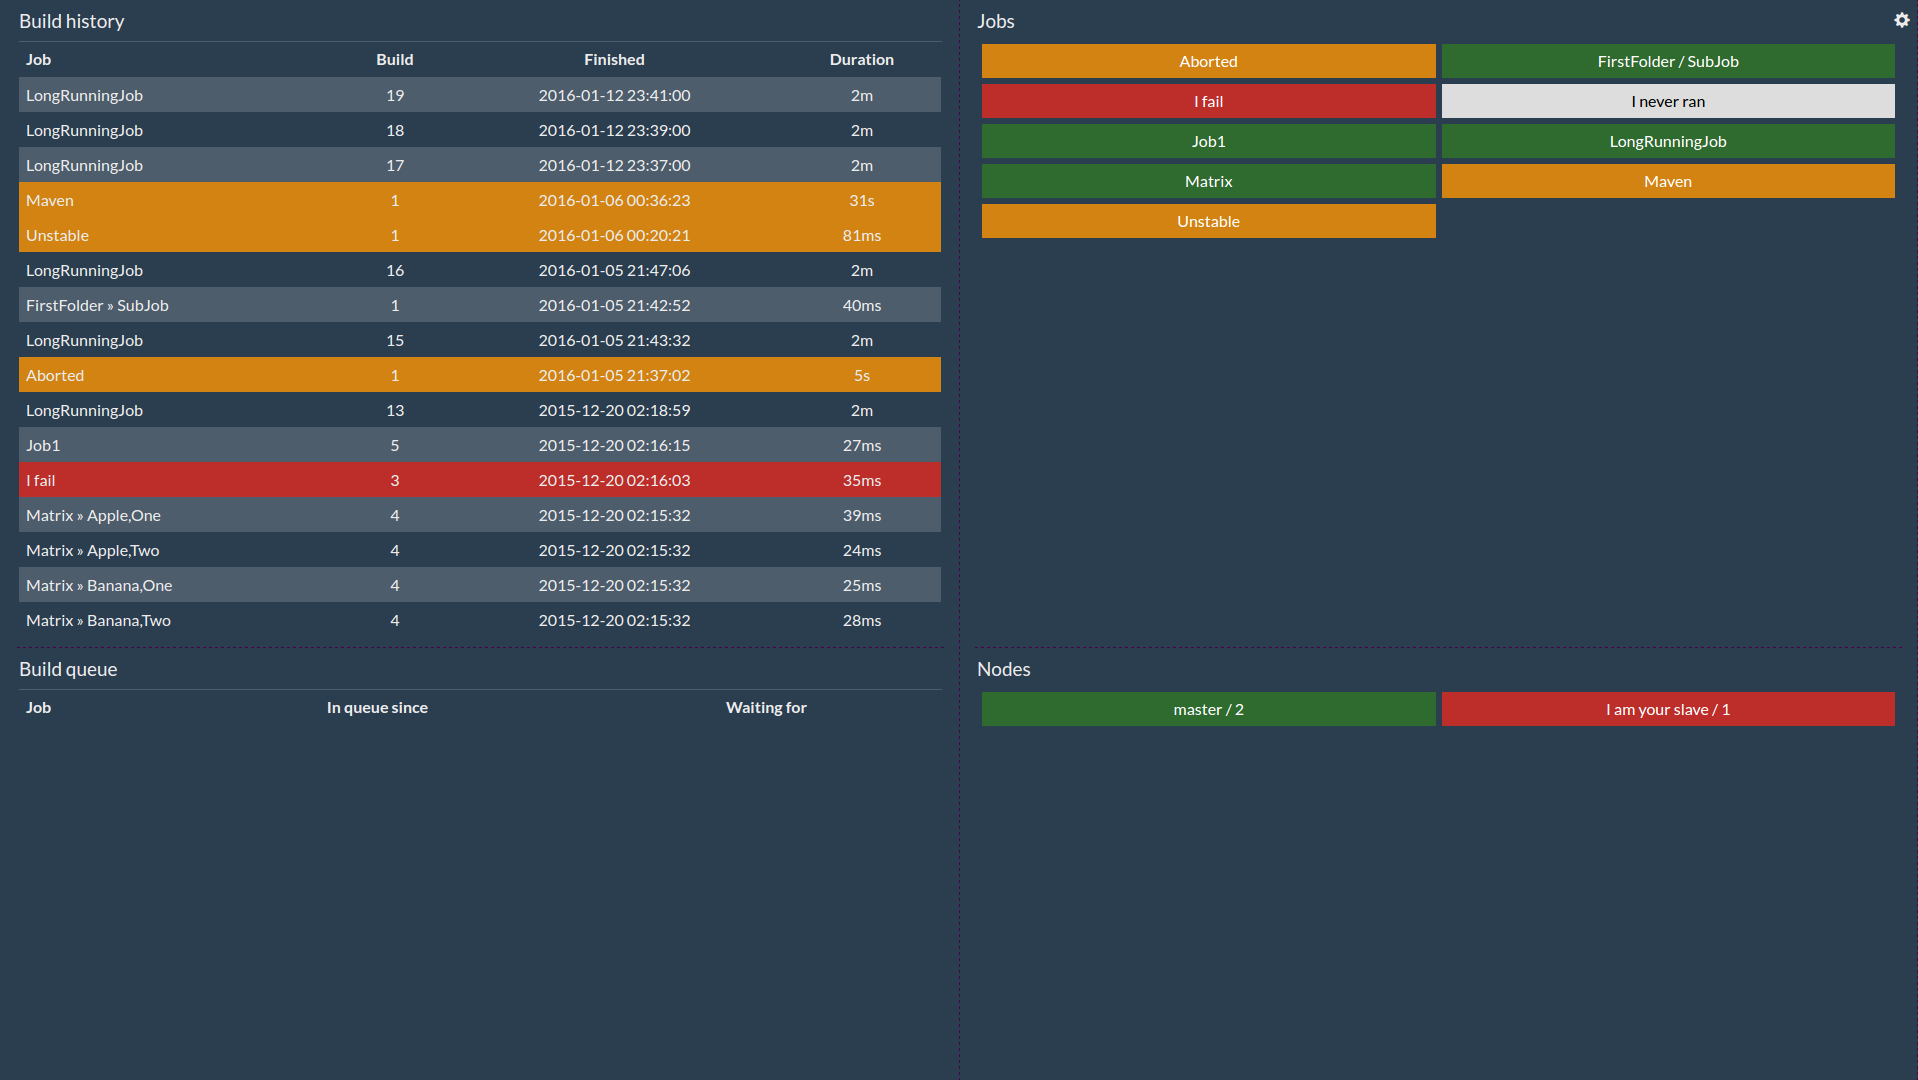 Build history
Job Build Finished Duration
LongRunningJob 19 2016-01-12 23:41:00 2m
LongRunningJob 18 2016-01-12 23:39:00 2m
LongRunningJob 17 2016-01-12 23:37:00 2m
Maven 1 2016-01-06 00:36:23 31s
Unstable 1 2016-01-06 00:20:21 81ms
LongRunningJob 16 2016-01-05 21:47:06 2m
FirstFolder » SubJob 1 2016-01-05 21:42:52 40ms
LongRunningJob 15 2016-01-05 21:43:32 2m
Aborted 1 2016-01-05 21:37:02 5s
LongRunningJob 13 2015-12-20 02:18:59 2m
Job1 5 2015-12-20 02:16:15 27ms
I fail 3 2015-12-20 02:16:03 35ms
Matrix » Apple,One 4 2015-12-20 02:15:32 39ms
Matrix » Apple,Two 4 2015-12-20 02:15:32 24ms
Matrix » Banana,One 4 2015-12-20 02:15:32 25ms
Matrix » Banana,Two 4 2015-12-20 02:15:32 28ms
Build queue
Job In queue since Waiting for
Jobs
Aborted FirstFolder / SubJob
I fail I never ran
Job1 LongRunningJob
Matrix Maven
Unstable
Nodes
master / 2 I am your slave / 1